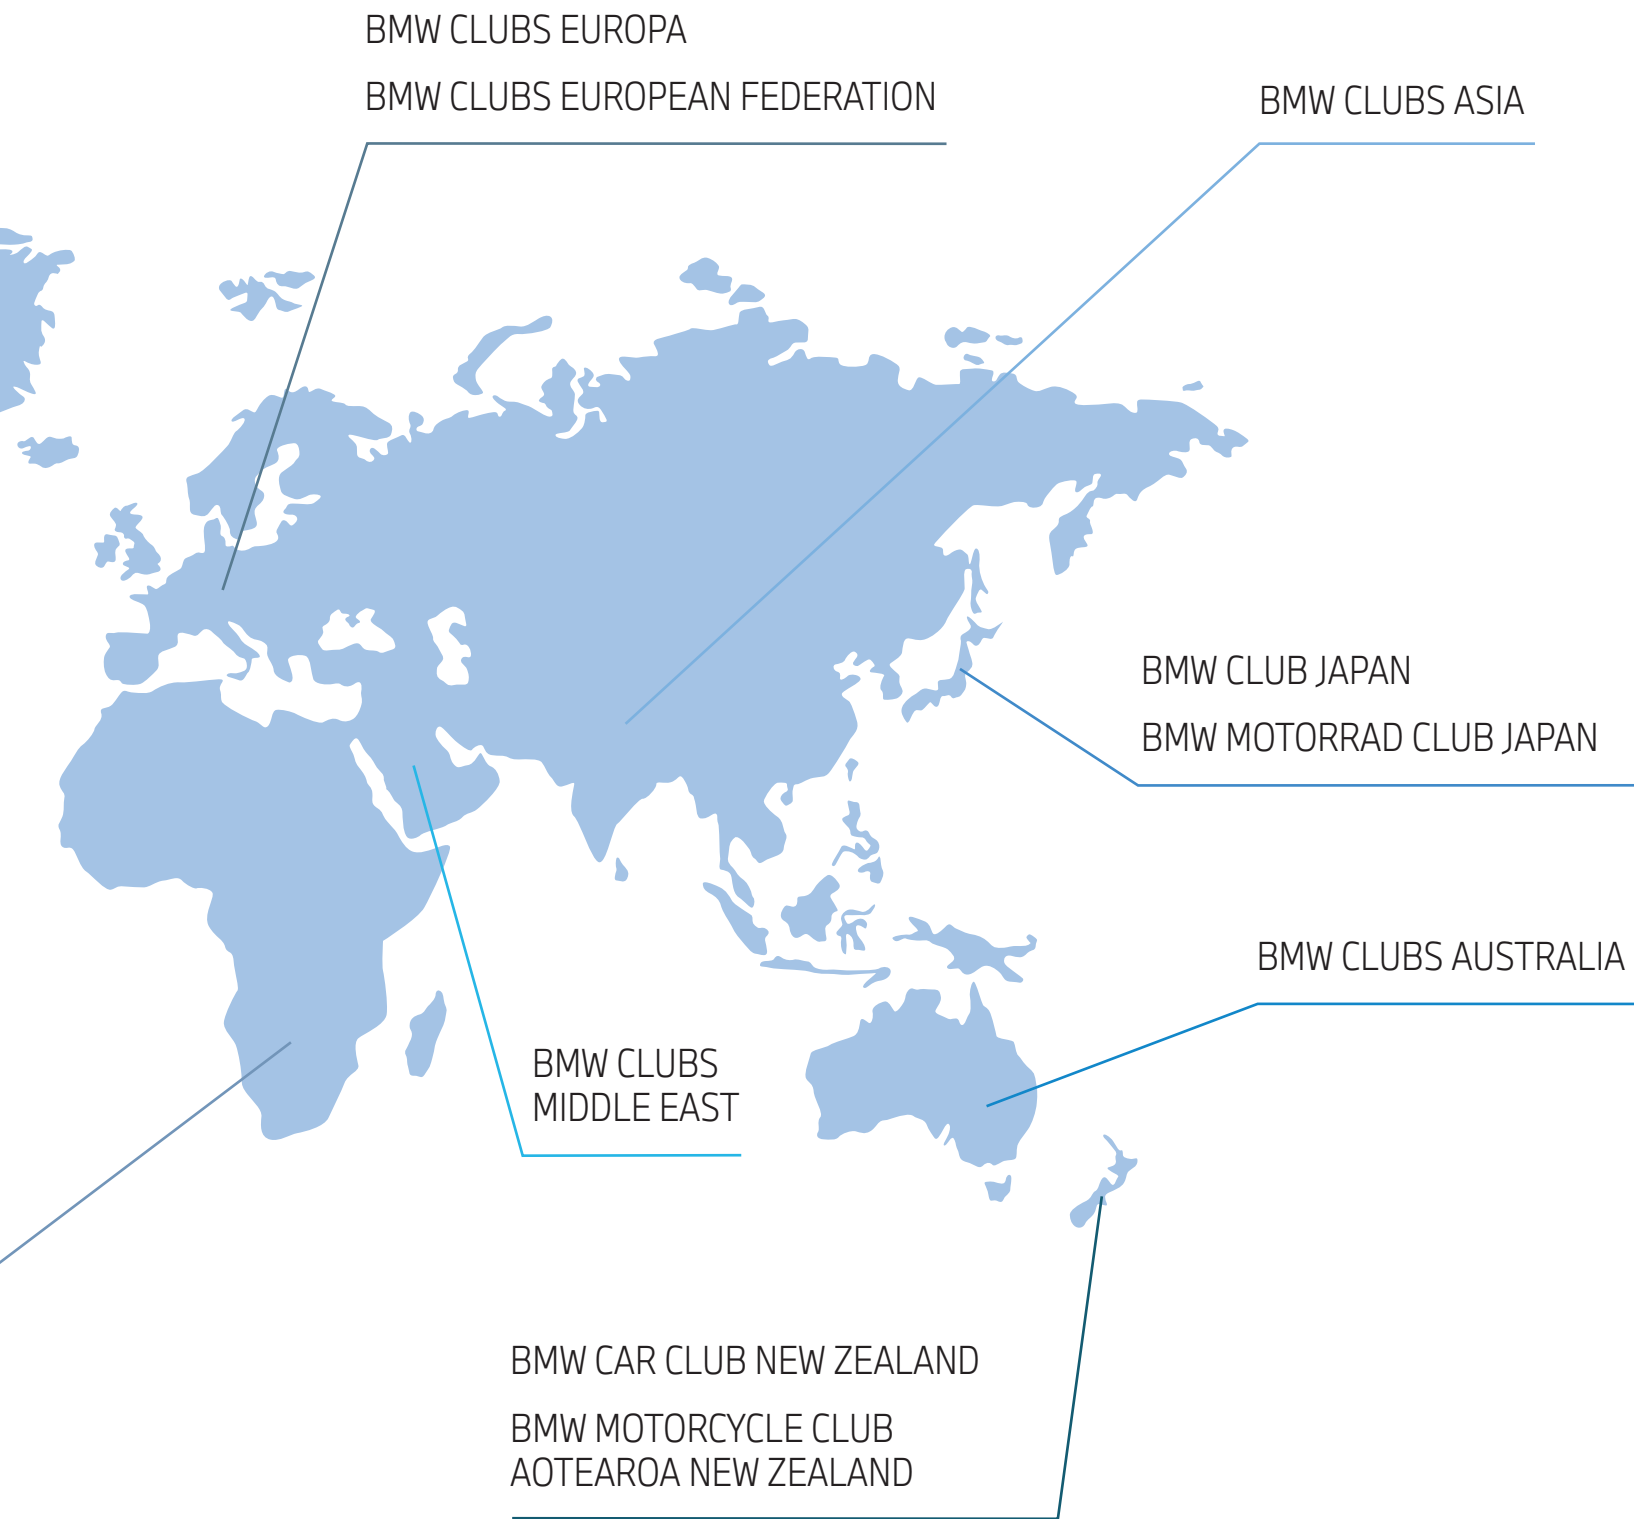 BMW CLUBS EUROPA
BMW CLUBS EUROPEAN FEDERATION
BMW CLUBS ASIA
BMW CLUB JAPAN
BMW MOTORRAD CLUB JAPAN
BMW CLUBS AUSTRALIA
BMW CLUBS
MIDDLE EAST
BMW CAR CLUB NEW ZEALAND
BMW MOTORCYCLE CLUB
AOTEAROA NEW ZEALAND